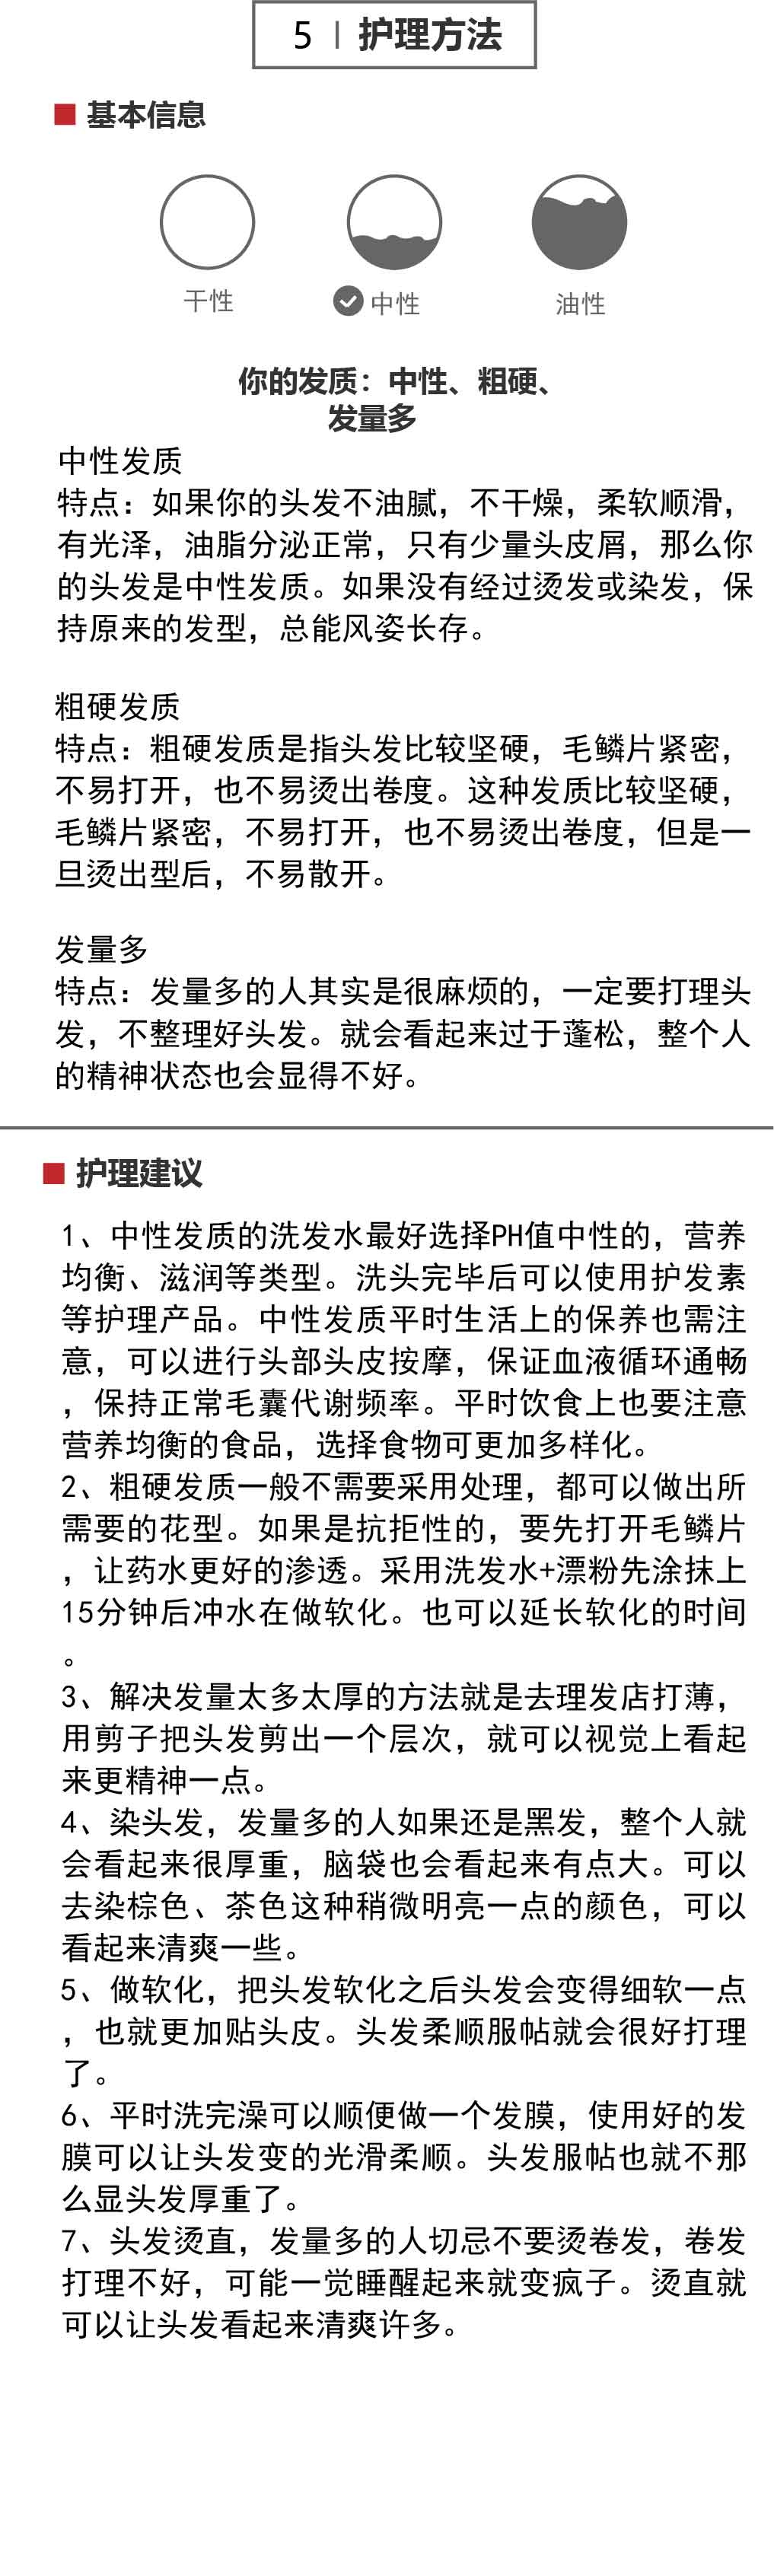 5 | 护理方法
基本信息
干性 中性 油性
你的发质：中性、粗硬、
发量多
中性发质
特点：如果你的头发不油腻，不干燥，柔软顺滑，
有光泽，油脂分泌正常，只有少量头皮屑，那么你
的头发是中性发质。如果没有经过烫发或染发，保
持原来的发型，总能风姿长存。
粗硬发质
特点：粗硬发质是指头发比较坚硬，毛鳞片紧密，
不易打开，也不易烫出卷度。这种发质比较坚硬，
毛鳞片紧密，不易打开，也不易烫出卷度，但是一
旦烫出型后，不易散开。
发量多
特点：发量多的人其实是很麻烦的，一定要打理头
发，不整理好头发。就会看起来过于蓬松，整个人
的精神状态也会显得不好。
护理建议
1、中性发质的洗发水最好选择PH值中性的，营养
均衡、滋润等类型。洗头完毕后可以使用护发素
等护理产品。中性发质平时生活上的保养也需注
意，可以进行头部头皮按摩，保证血液循环通畅
，保持正常毛囊代谢频率。平时饮食上也要注意
营养均衡的食品，选择食物可更加多样化。
2、粗硬发质一般不需要采用处理，都可以做出所
需要的花型。如果是抗拒性的，要先打开毛鳞片
，让药水更好的渗透。采用洗发水+漂粉先涂抹上
15分钟后冲水在做软化。也可以延长软化的时间
。
3、解决发量太多太厚的方法就是去理发店打薄，
用剪子把头发剪出一个层次，就可以视觉上看起
来更精神一点。
4、染头发，发量多的人如果还是黑发，整个人就
会看起来很厚重，脑袋也会看起来有点大。可以
去染棕色、茶色这种稍微明亮一点的颜色，可以
看起来清爽一些。
5、做软化，把头发软化之后头发会变得细软一点
，也就更加贴头皮。头发柔顺服帖就会很好打理
了。
6、平时洗完澡可以顺便做一个发膜，使用好的发
膜可以让头发变的光滑柔顺。头发服帖也就不那
么显头发厚重了。
7、头发烫直，发量多的人切忌不要烫卷发，卷发
打理不好，可能一觉睡醒起来就变疯子。烫直就
可以让头发看起来清爽许多。